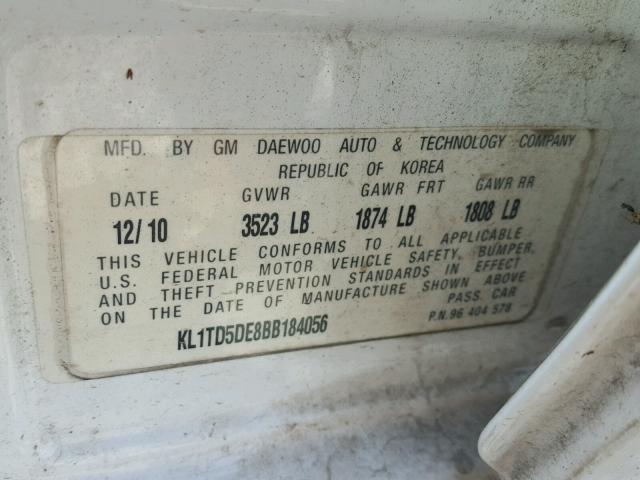 MFD. BY GM DAEWOO AUTO & TECHNOLOGY COMPANY
REPUBLIC OF KOREA
DATE GVWR GAWR FRT GAWR RR
12/10 3523 LB 1874 LB 1808 LB
THIS VEHICLE CONFORMS TO ALL APPLICABLE
U.S. FEDERAL MOTOR VEHICLE SAFETY, BUMPER,
AND THEFT PREVENTION STANDARDS IN EFFECT
ON THE DATE OF MANUFACTURE SHOWN ABOVE
PASS CAR
KL1TD5DE8BB184056 P.N.96 404 578